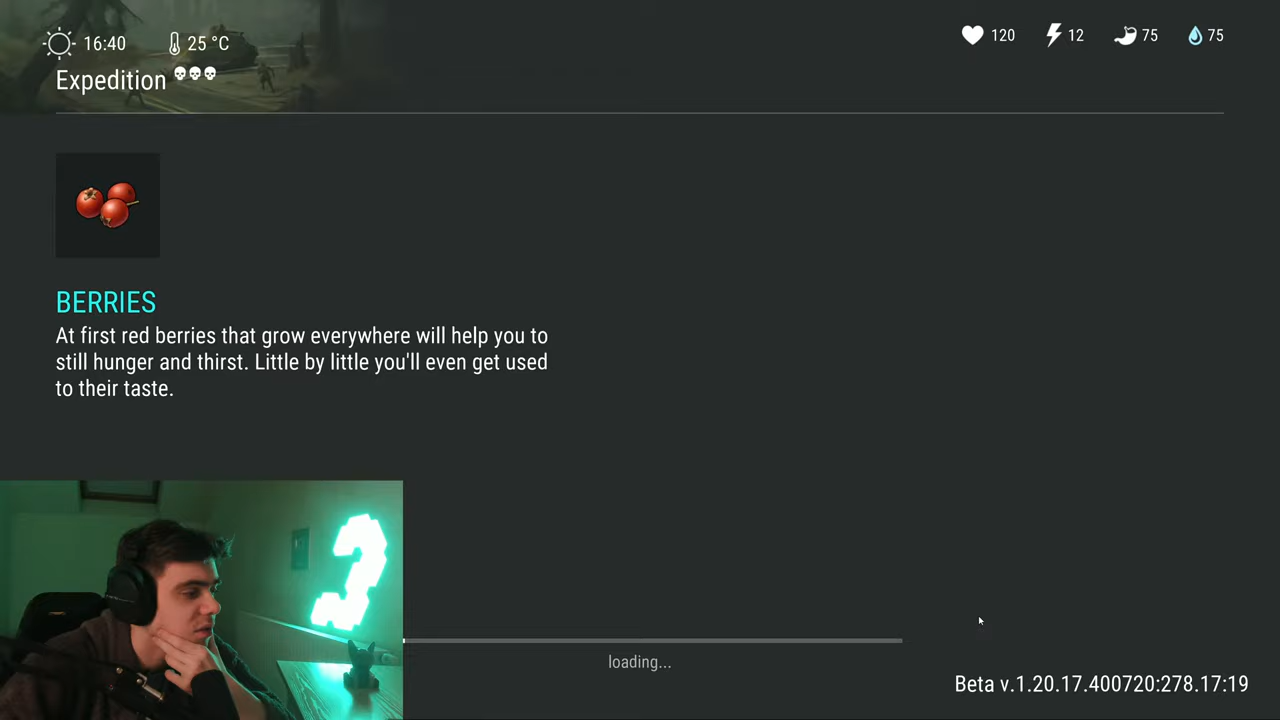 16:40 25 °C
120 12 75 75
Expedition
BERRIES
At first red berries that grow everywhere will help you to
still hunger and thirst. Little by little you'll even get used
to their taste.
loading...
Beta v.1.20.17.400720:278.17:19